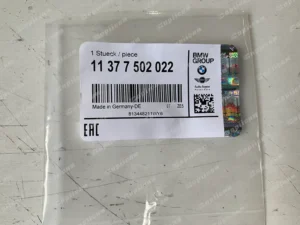 1 Stueck / piece
11 37 7 502 022
BMW
GROUP
Made in Germany-DE
EAC